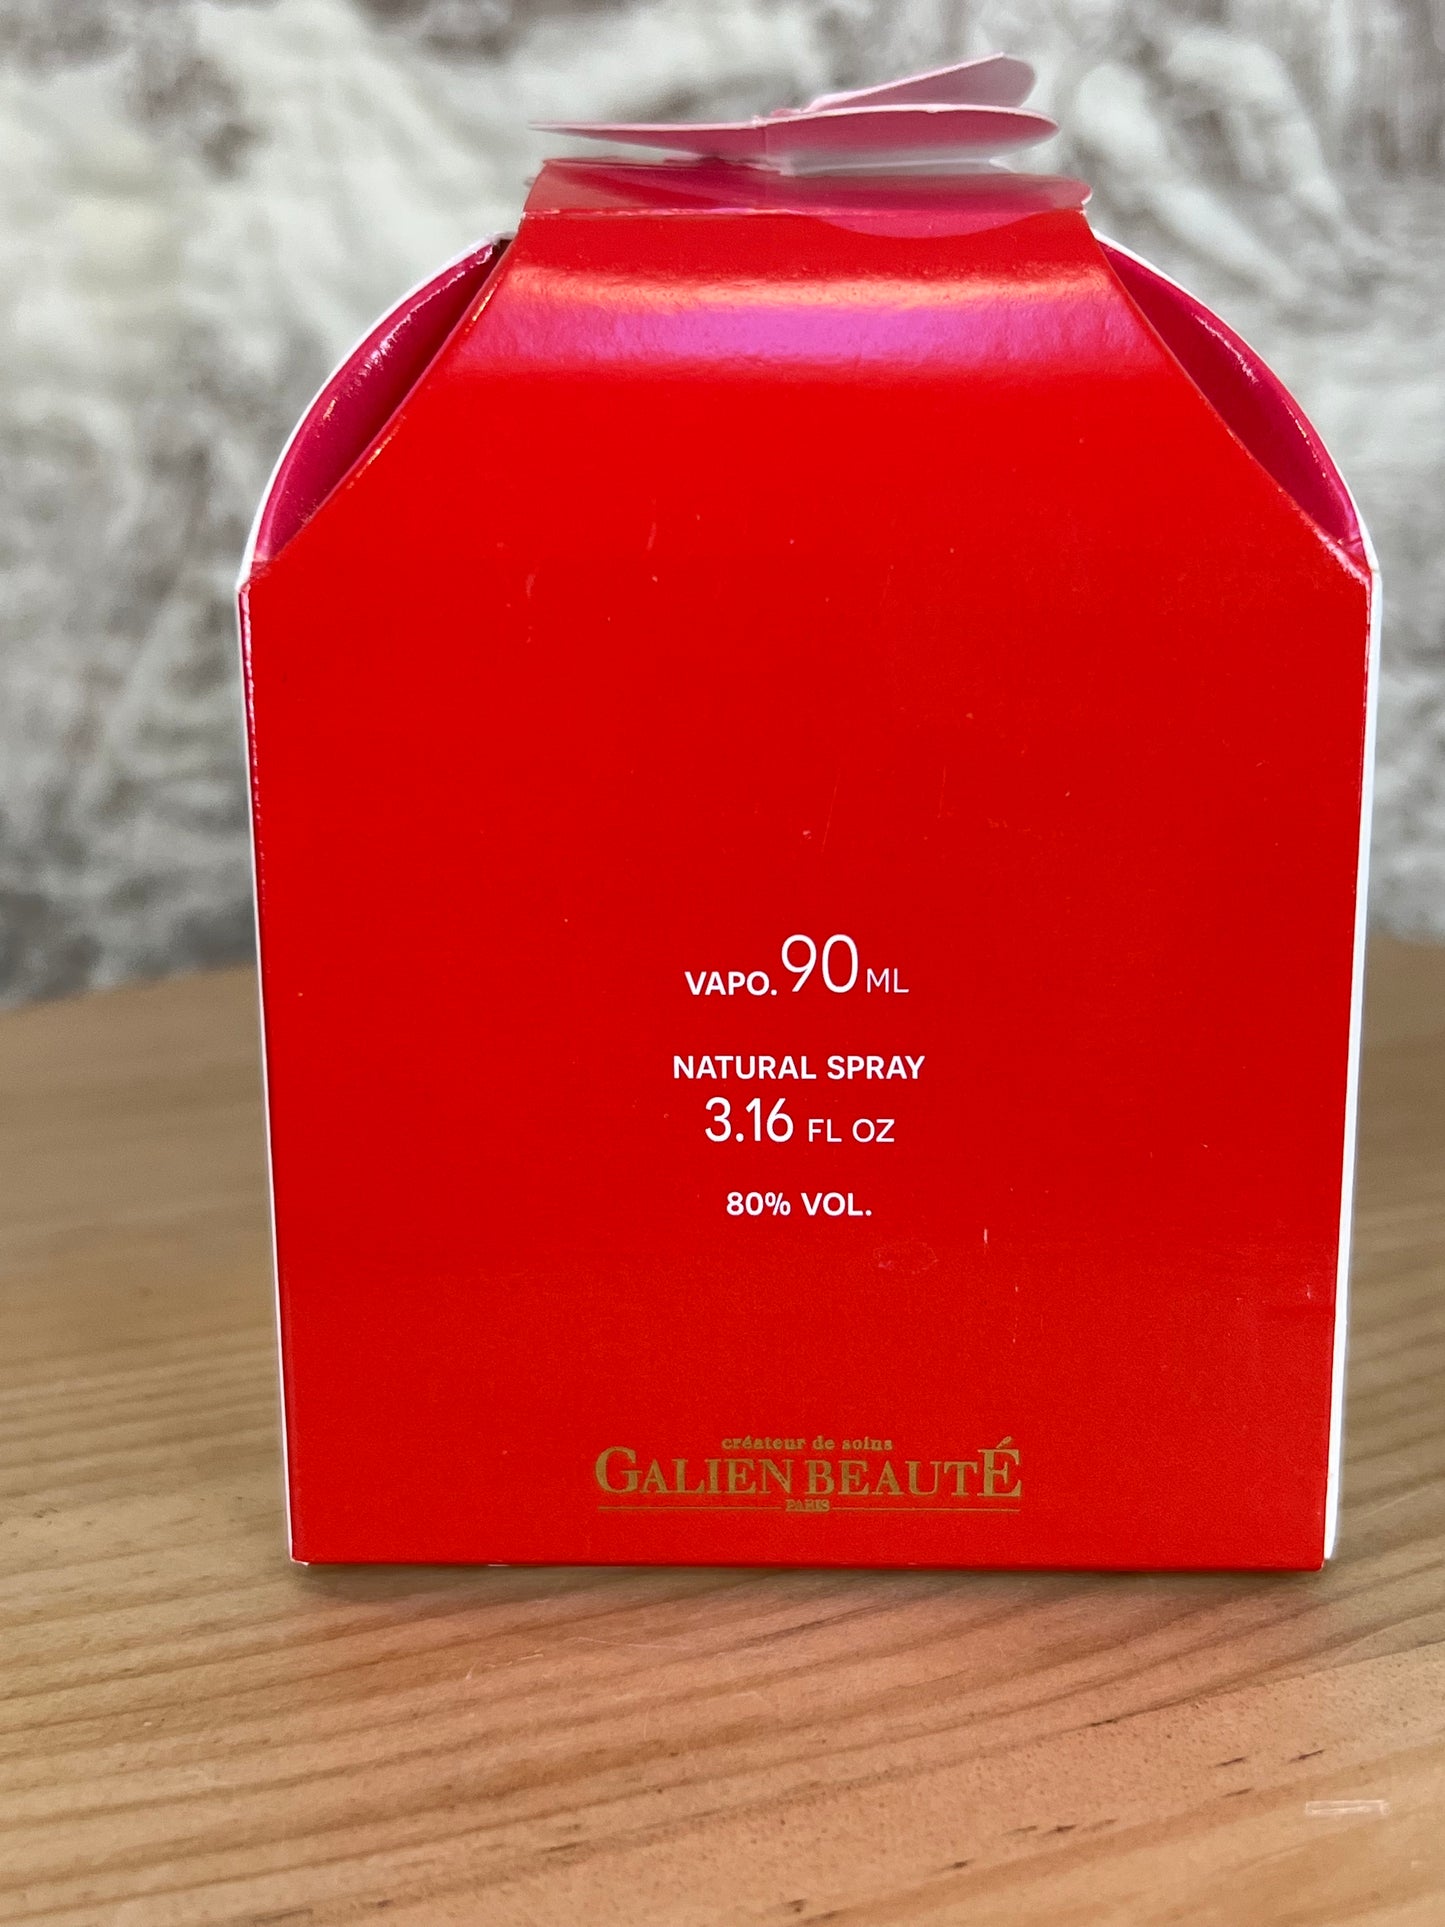 VAPO. 90 ML
NATURAL SPRAY
3.16 FL OZ
80% VOL.
créateur de soins
GALIEN BEAUTÉ
PARIS